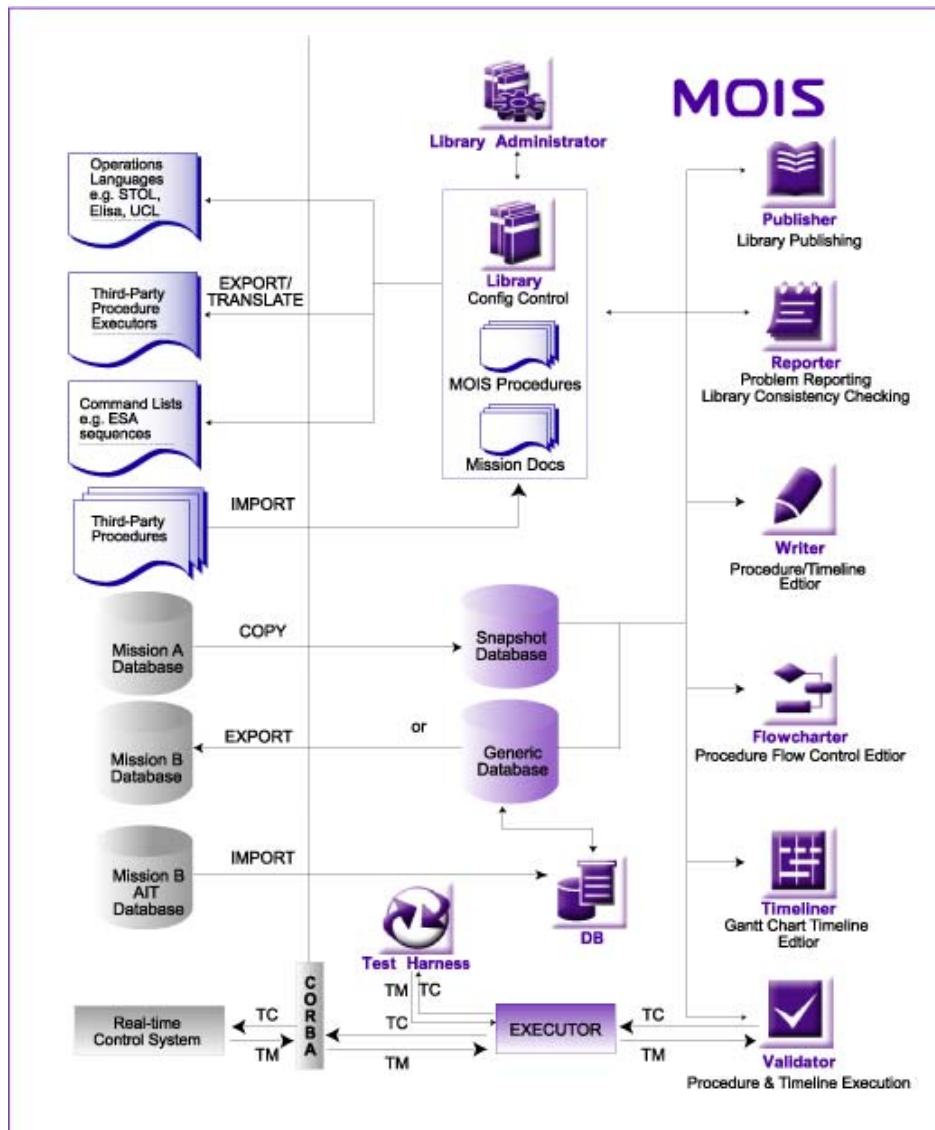 MOIS
Library Administrator
Operations
Languages
e.g. STOL,
Elisa, UCL
Publisher
Library Publishing
EXPORT/
TRANSLATE
Third-Party
Procedure
Executors
Library
Config Control
Reporter
Problem Reporting
Library Consistency Checking
MOIS Procedures
Command Lists
e.g. ESA
sequences
Mission Docs
IMPORT
Third-Party
Procedures
Writer
Procedure/Timeline
Edtior
COPY
Mission A
Database
Snapshot
Database
or
EXPORT
Mission B
Database
Generic
Database
Flowcharter
Procedure Flow Control Edtior
IMPORT
Mission B
AIT
Database
DB
Timeliner
Gantt Chart Timeline
Edtior
Test Harness
TM
TC
CORBA
Real-time
Control System
TC
TM
TC
TM
EXECUTOR
TC
TM
Validator
Procedure & Timeline Execution